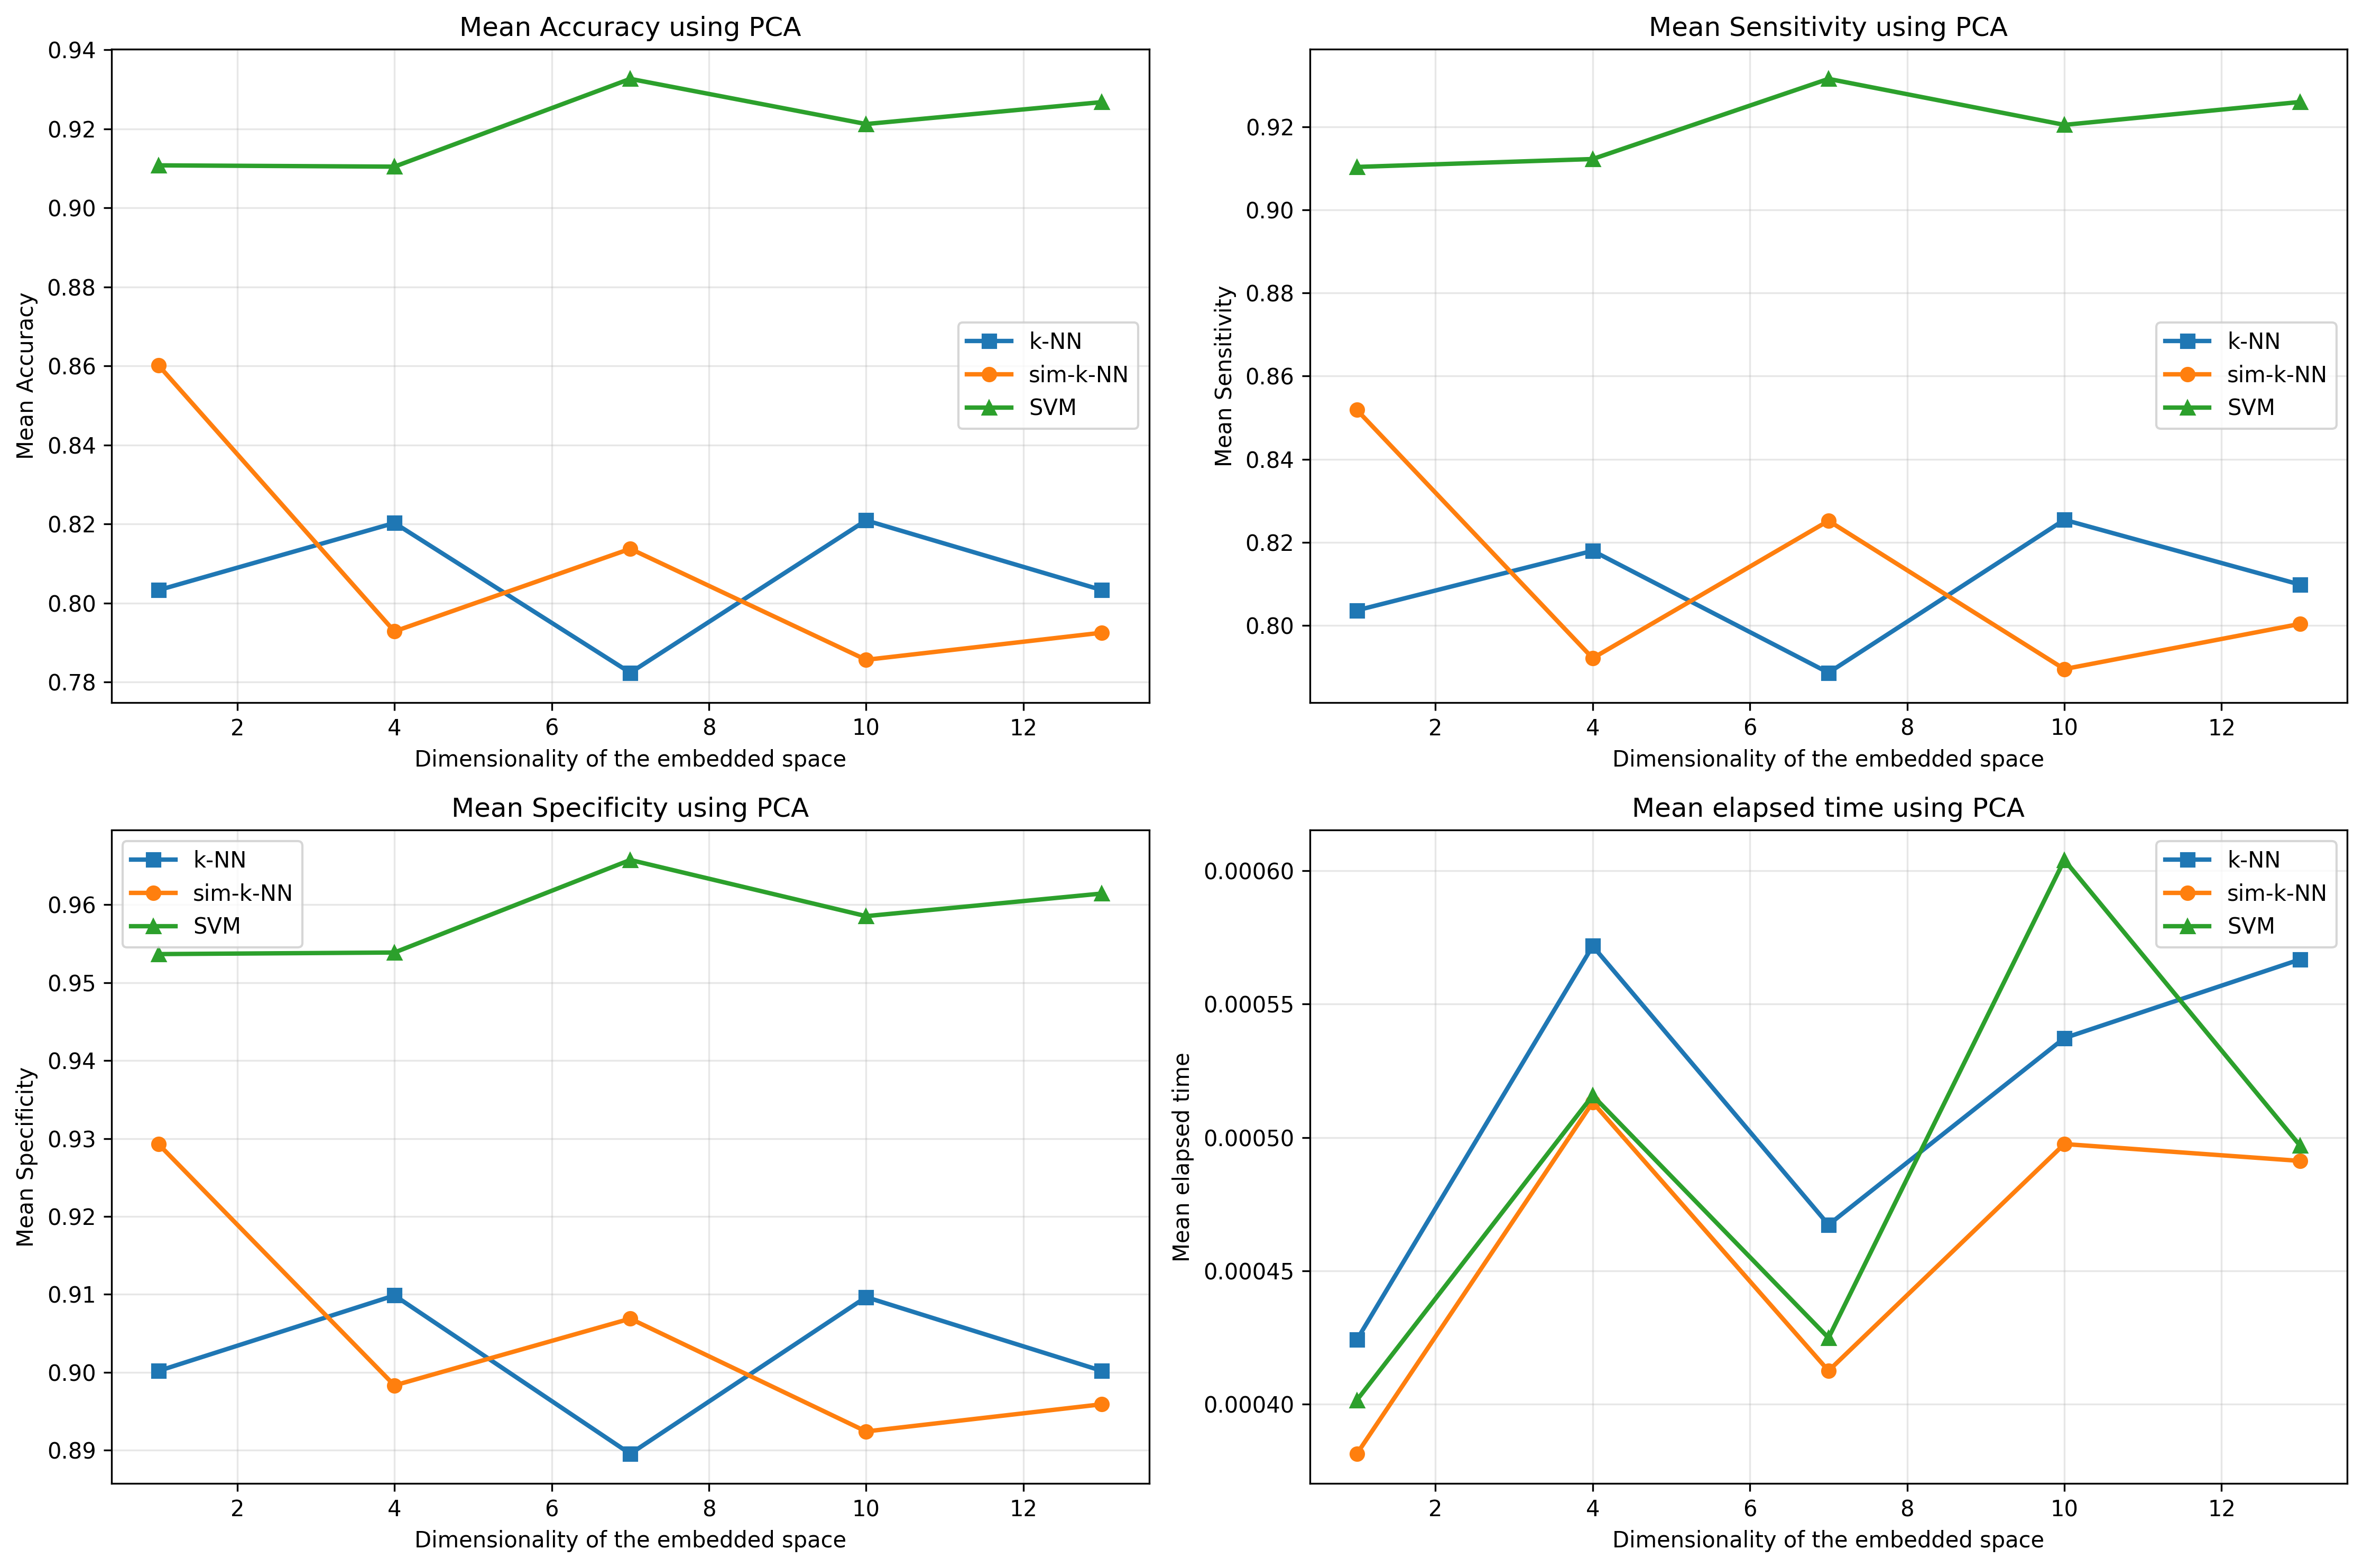 Mean Accuracy using PCA
Mean Accuracy
0.94
0.92
0.90
0.88
0.86
0.84
0.82
0.80
0.78
k-NN
sim-k-NN
SVM
2 4 6 8 10 12
Dimensionality of the embedded space
Mean Sensitivity using PCA
Mean Sensitivity
0.92
0.90
0.88
0.86
0.84
0.82
0.80
k-NN
sim-k-NN
SVM
2 4 6 8 10 12
Dimensionality of the embedded space
Mean Specificity using PCA
Mean Specificity
0.96
0.95
0.94
0.93
0.92
0.91
0.90
0.89
k-NN
sim-k-NN
SVM
2 4 6 8 10 12
Dimensionality of the embedded space
Mean elapsed time using PCA
Mean elapsed time
0.00060
0.00055
0.00050
0.00045
0.00040
k-NN
sim-k-NN
SVM
2 4 6 8 10 12
Dimensionality of the embedded space